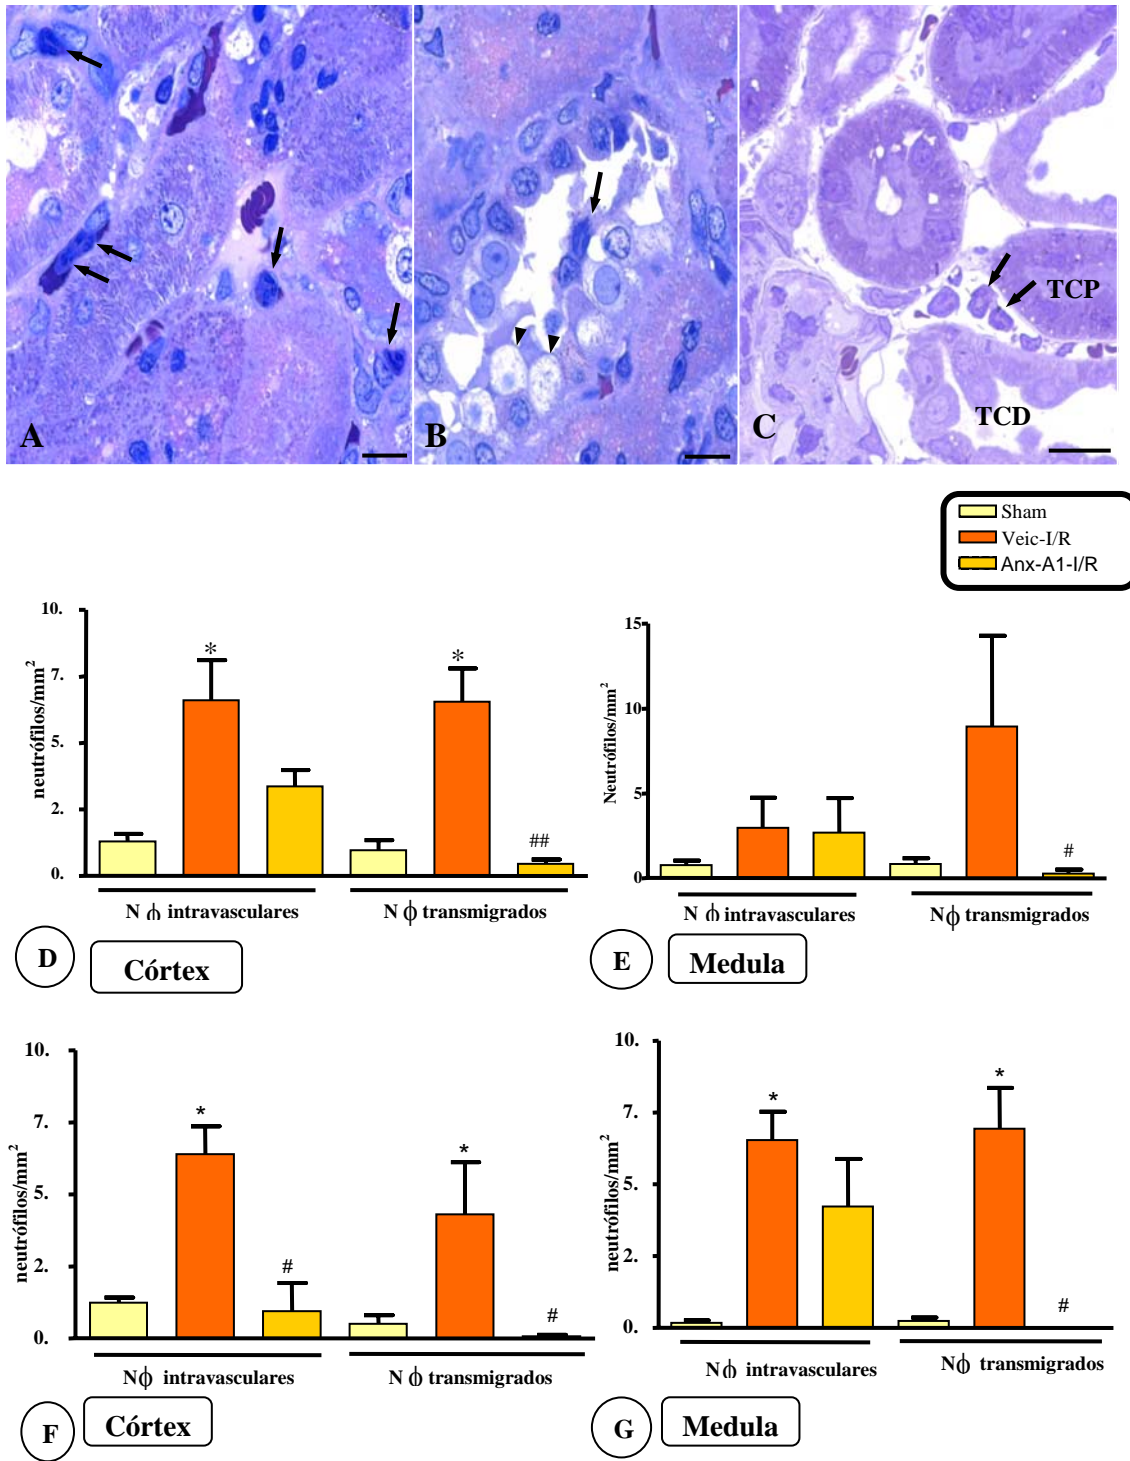 A
B
C
TCP
TCD
Sham
Veic-I/R
Anx-A1-I/R
neutrófilos/mm²
10.
7.
5.
2.
0.
*
*
##
N ϕ intravasculares
N ϕ transmigrados
D
Córtex
Neutrófilos/mm²
15
10
5
0
#
N ϕ intravasculares
Nϕ transmigrados
E
Medula
neutrófilos/mm²
10.
7.
5.
2.
0.
*
#
*
#
Nϕ intravasculares
N ϕ transmigrados
F
Córtex
neutrófilos/mm²
10.
7.
5.
2.
0.
*
*
#
Nϕ intravasculares
Nϕ transmigrados
G
Medula